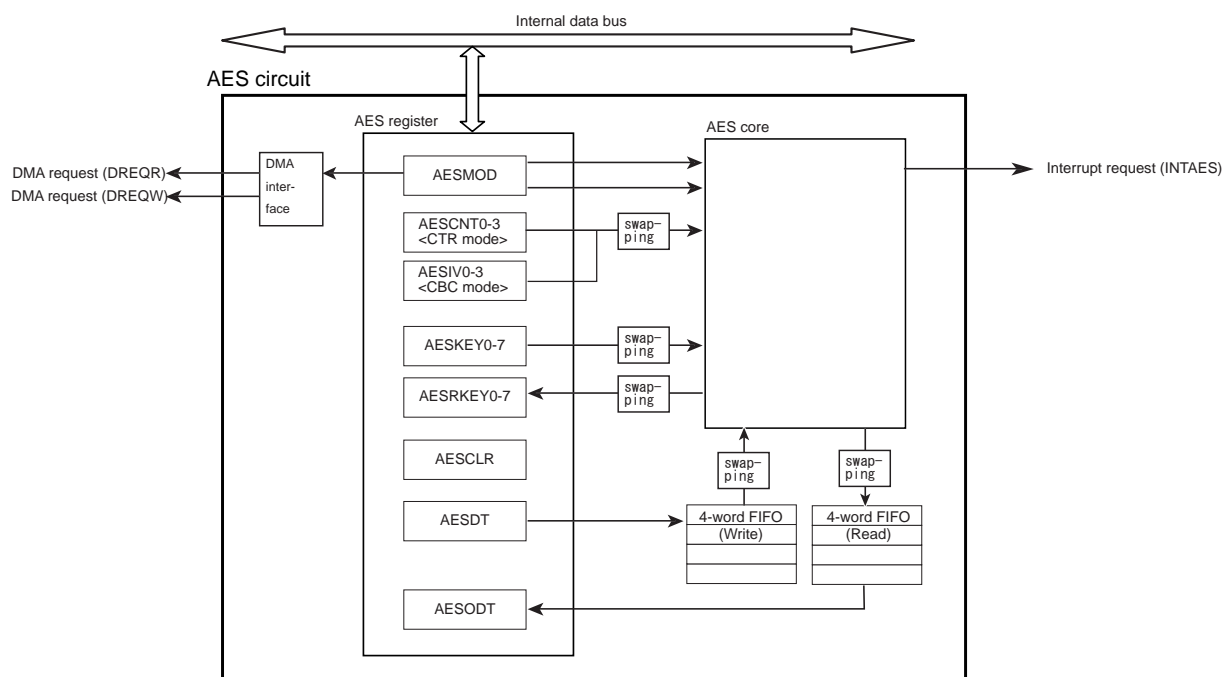 Internal data bus
AES circuit
AES register
AES core
DMA request (DREQR)
DMA request (DREQW)
DMA
inter-
face
AESMOD
Interrupt request (INTAES)
AESCNT0-3
<CTR mode>
swap-
ping
AESIV0-3
<CBC mode>
AESKEY0-7
swap-
ping
AESRKEY0-7
swap-
ping
AESCLR
swap-
ping
swap-
ping
AESDT
4-word FIFO
(Write)
4-word FIFO
(Read)
AESODT